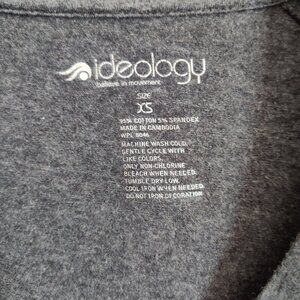 ideology
believe in movement
SIZE
XS
95% COTTON 5% SPANDEX
MADE IN CAMBODIA
WPL 8046
MACHINE WASH COLD,
GENTLE CYCLE WITH
LIKE COLORS.
ONLY NON-CHLORINE
BLEACH WHEN NEEDED.
TUMBLE DRY LOW.
COOL IRON WHEN NEEDED.
DO NOT IRON DECORATION